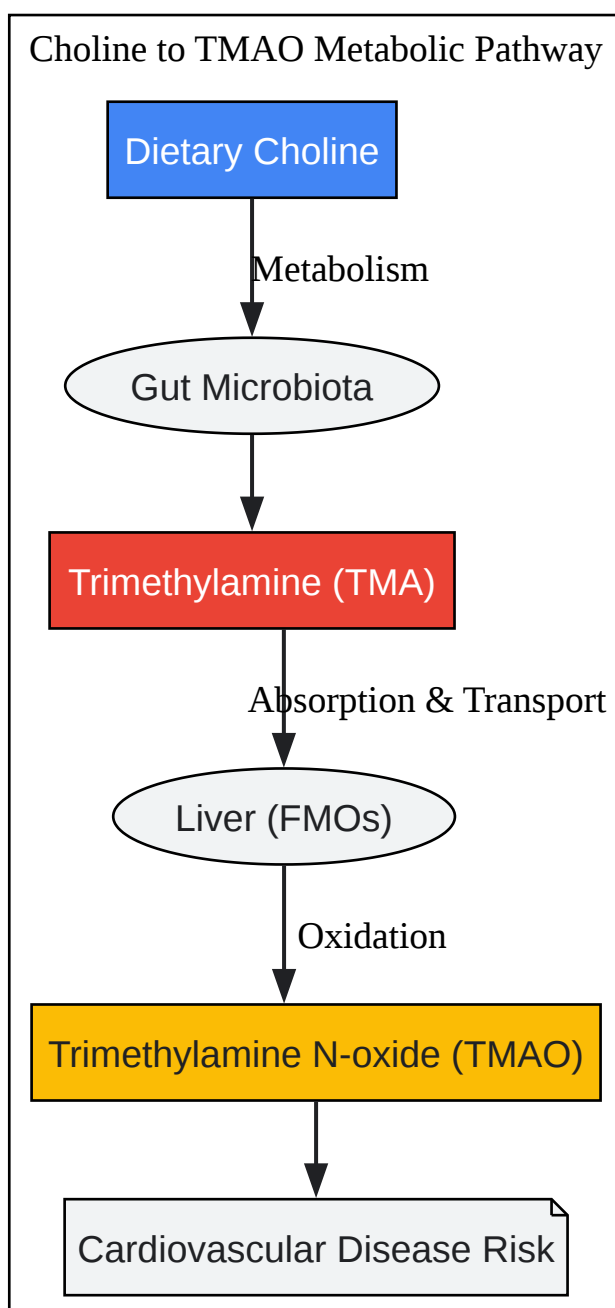 Choline to TMAO Metabolic Pathway
Dietary Choline
Metabolism
Gut Microbiota
Trimethylamine (TMA)
Absorption & Transport
Liver (FMOs)
Oxidation
Trimethylamine N-oxide (TMAO)
Cardiovascular Disease Risk